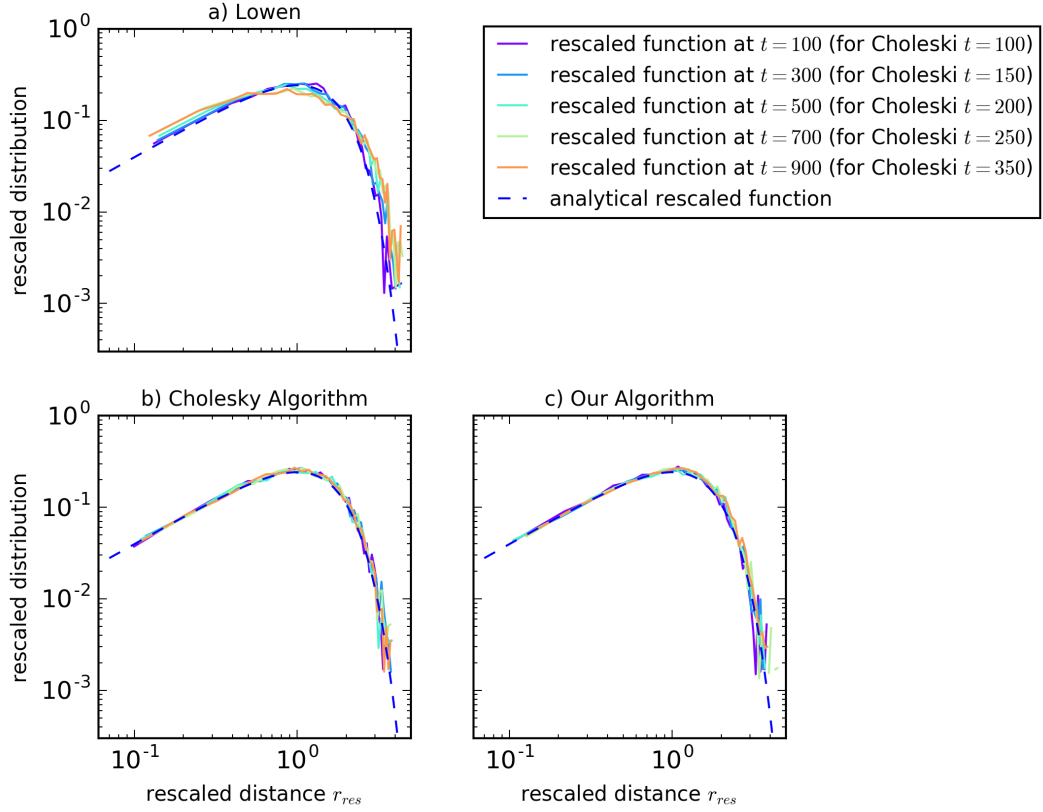 a) Lowen
10^0
10^-1
10^-2
10^-3
rescaled distribution
rescaled function at t=100 (for Choleski t=100)
rescaled function at t=300 (for Choleski t=150)
rescaled function at t=500 (for Choleski t=200)
rescaled function at t=700 (for Choleski t=250)
rescaled function at t=900 (for Choleski t=350)
analytical rescaled function
b) Cholesky Algorithm
10^0
10^-1
10^-2
10^-3
rescaled distribution
10^-1 10^0
rescaled distance r_res
c) Our Algorithm
10^-1 10^0
rescaled distance r_res